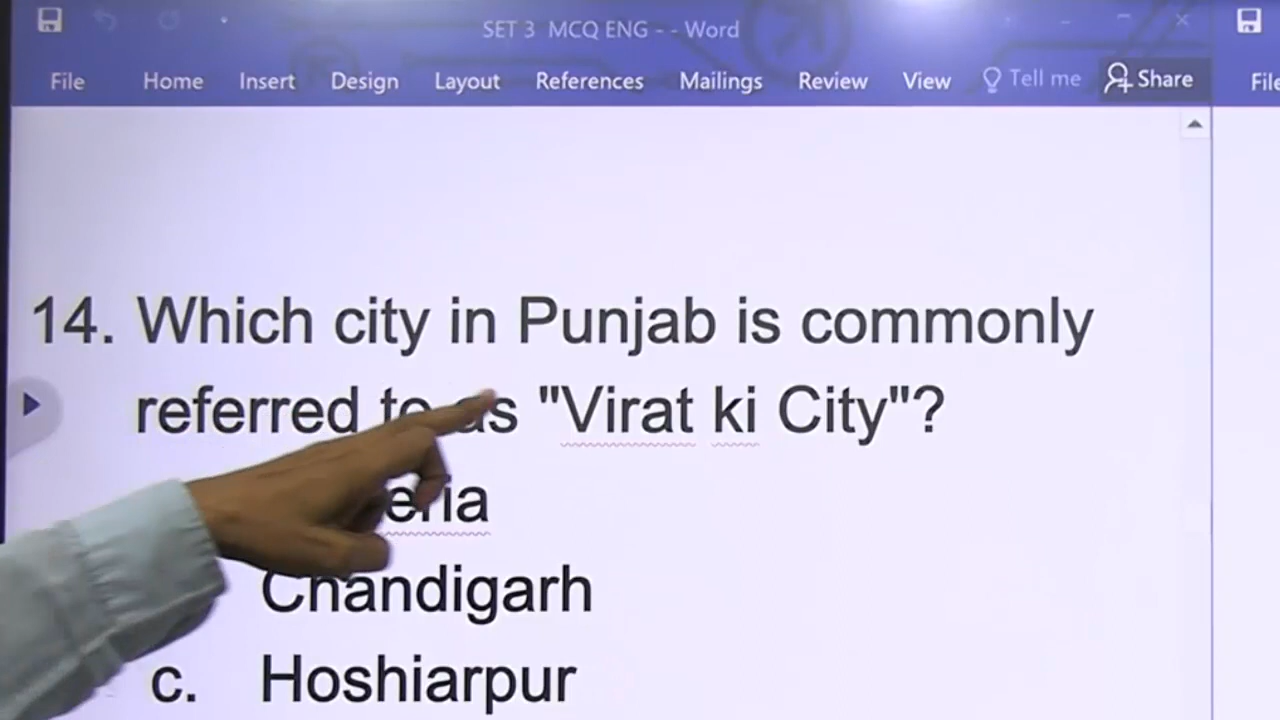 SET 3 MCQ ENG - - Word
File Home Insert Design Layout References Mailings Review View Tell me Share File
14. Which city in Punjab is commonly
referred to as "Virat ki City"?
Chandigarh
c. Hoshiarpur